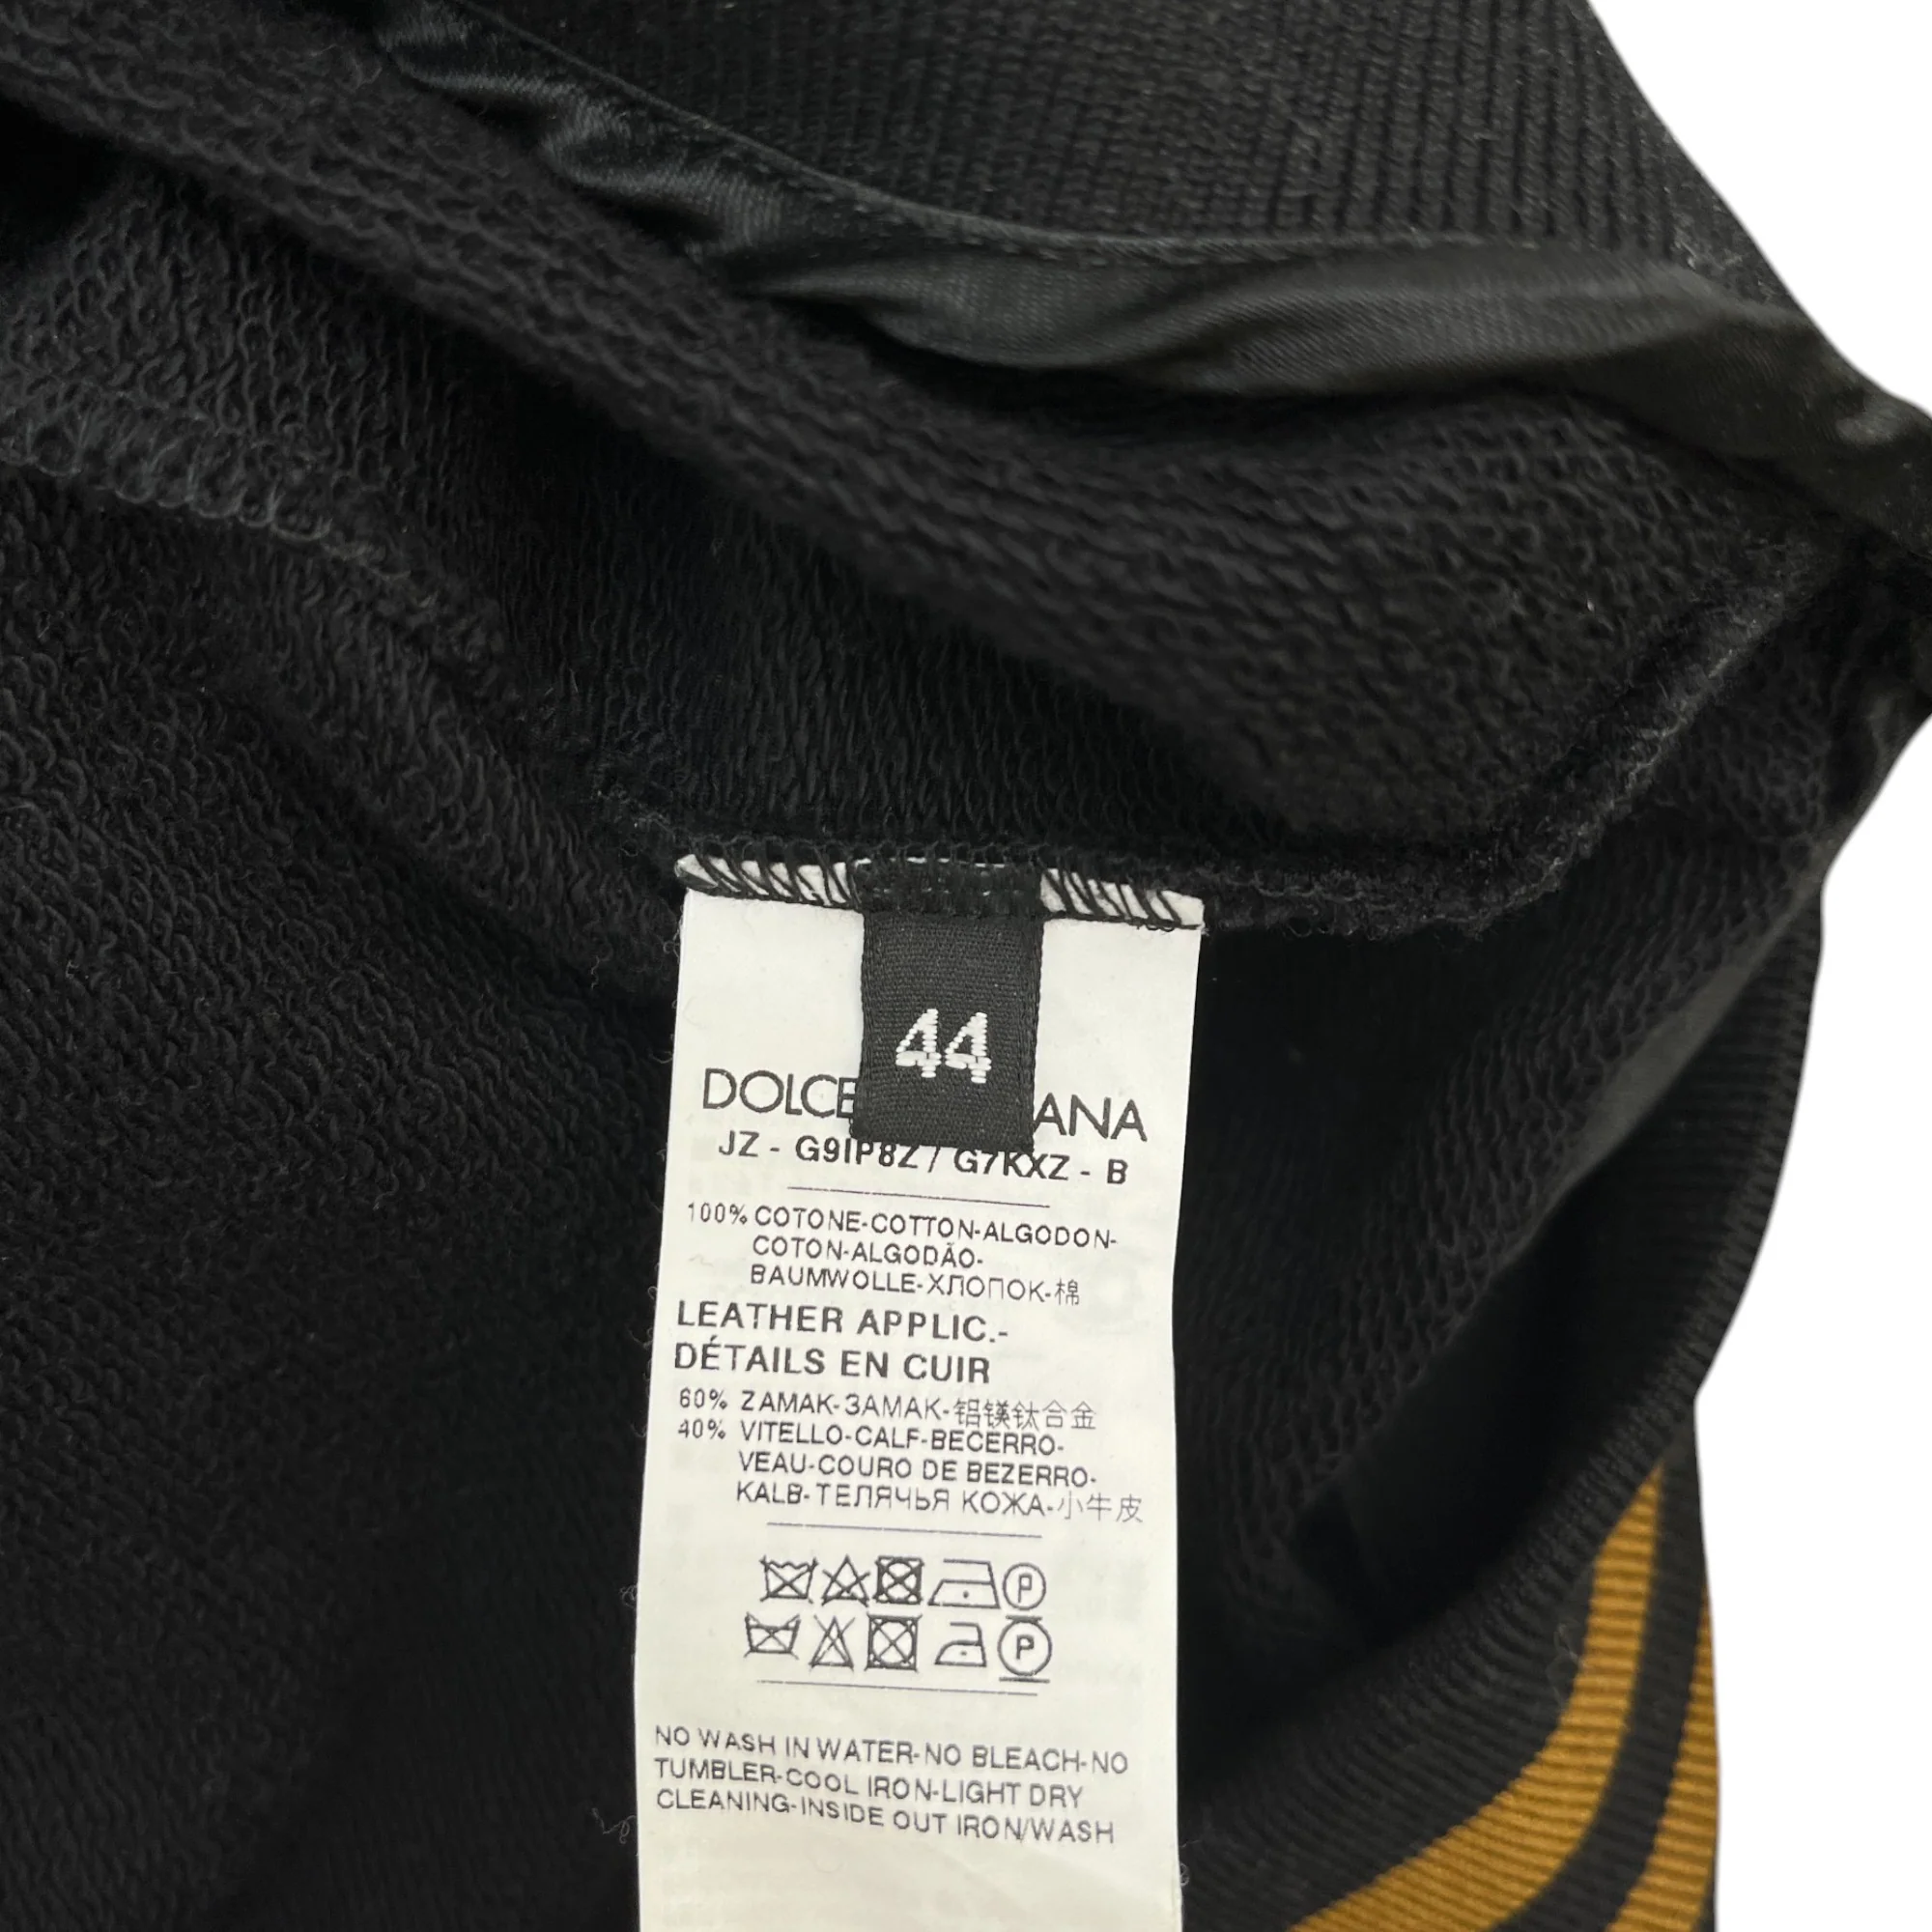 44
DOLCE ANA
JZ - G9IP8Z / G7KXZ - B
100% COTONE-COTTON-ALGODON-
COTON-ALGODÃO-
BAUMWOLLE-ХЛОПОК-棉
LEATHER APPLIC.-
DÉTAILS EN CUIR
60% ZAMAK-ЗАМАК-铝镁钛合金
40% VITELLO-CALF-BECERRO-
VEAU-COURO DE BEZERRO-
KALB-ТЕЛЯЧЬЯ КОЖА-小牛皮
P
P
NO WASH IN WATER-NO BLEACH-NO
TUMBLER-COOL IRON-LIGHT DRY
CLEANING-INSIDE OUT IRON/WASH